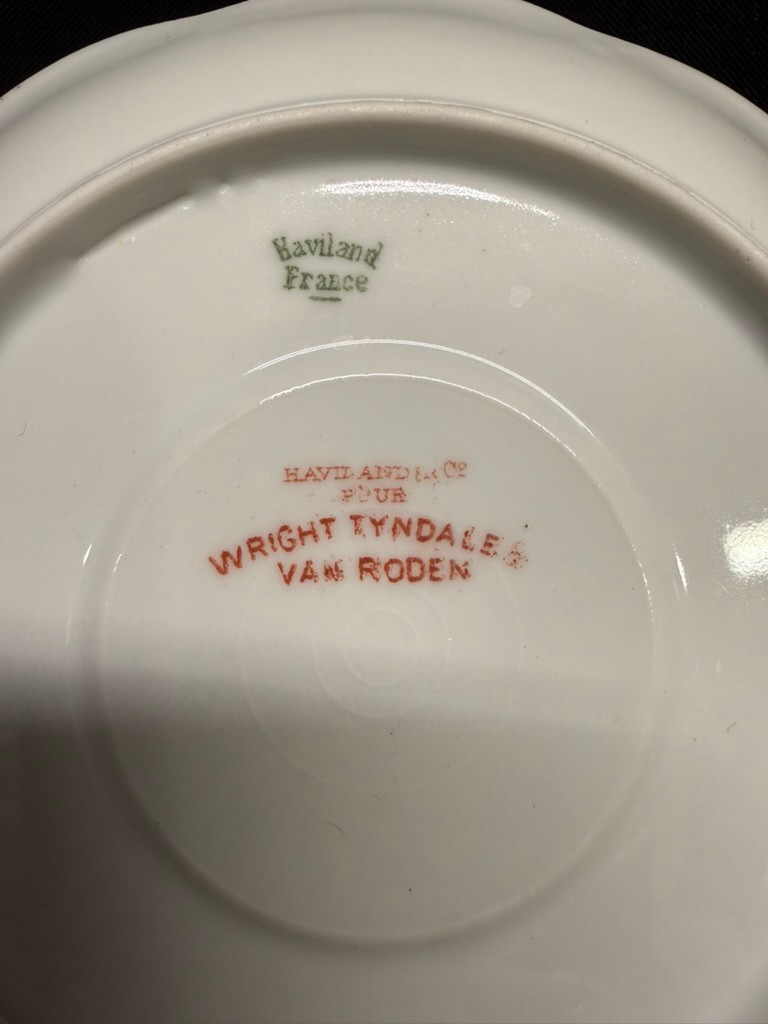 Haviland
France
HAVILAND & Co
POUR
WRIGHT TYNDALE &
VAN RODEN